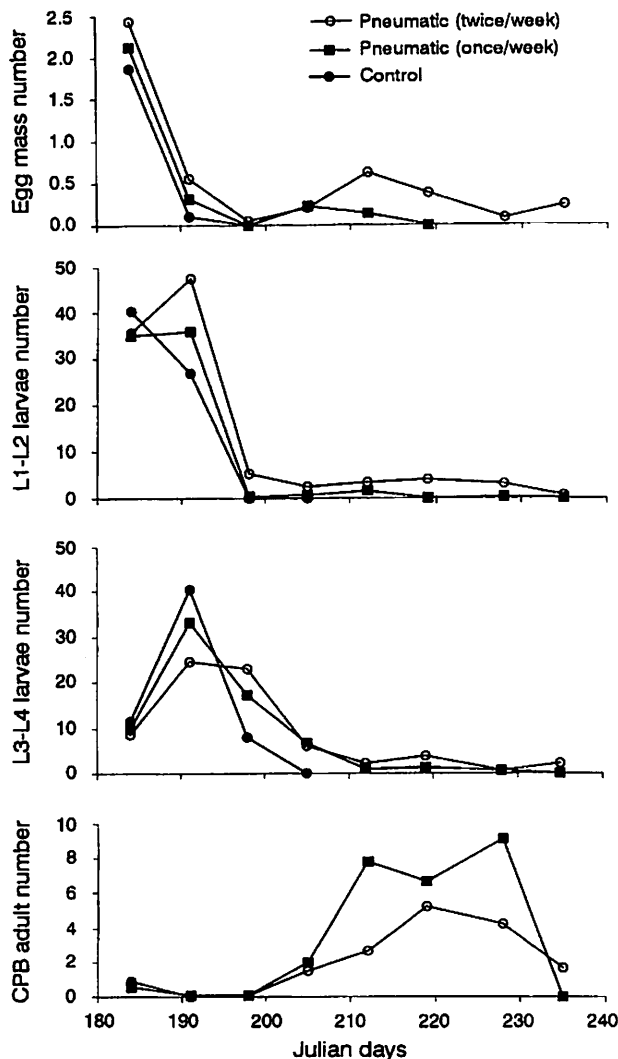 Pneumatic (twice/week)
Pneumatic (once/week)
Control
Egg mass number
2.5
2.0
1.5
1.0
0.5
0.0
L1-L2 larvae number
50
40
30
20
10
0
L3-L4 larvae number
50
40
30
20
10
0
CPB adult number
10
8
6
4
2
0
180 190 200 210 220 230 240
Julian days